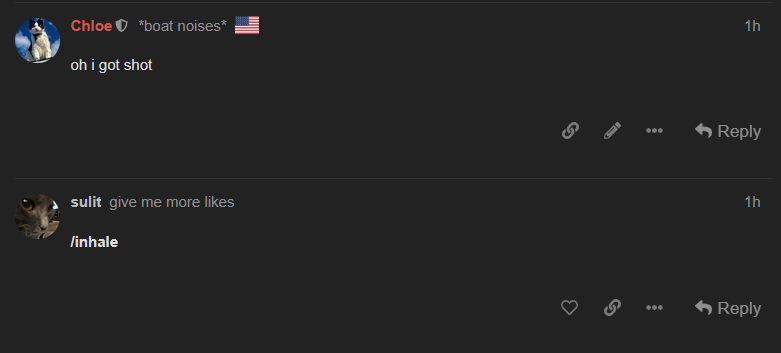 Chloe *boat noises* 1h
oh i got shot
Reply
sulit give me more likes 1h
/inhale
Reply